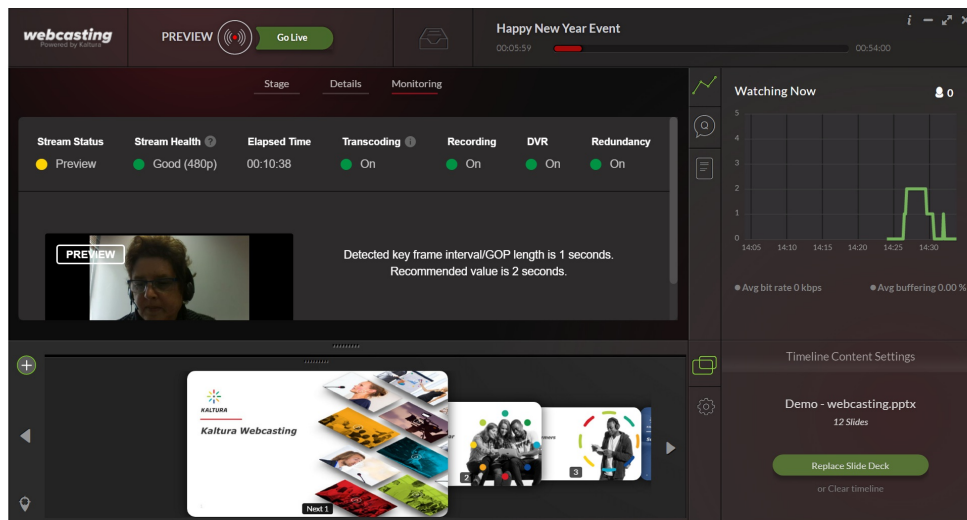 webcasting
Powered by Kaltura
PREVIEW
Go Live
Happy New Year Event
00:05:59
00:54:00
Stage
Details
Monitoring
Stream Status
Stream Health
Elapsed Time
Transcoding
Recording
DVR
Redundancy
Preview
Good (480p)
00:10:38
On
On
On
On
PREVIEW
Detected key frame interval/GOP length is 1 seconds.
Recommended value is 2 seconds.
Watching Now
0
5
4
3
2
1
0
14:05
14:10
14:15
14:20
14:25
14:30
Avg bit rate 0 kbps
Avg buffering 0.00 %
KALTURA
Kaltura Webcasting
Next 1
2
3
Timeline Content Settings
Demo - webcasting.pptx
12 Slides
Replace Slide Deck
or Clear timeline